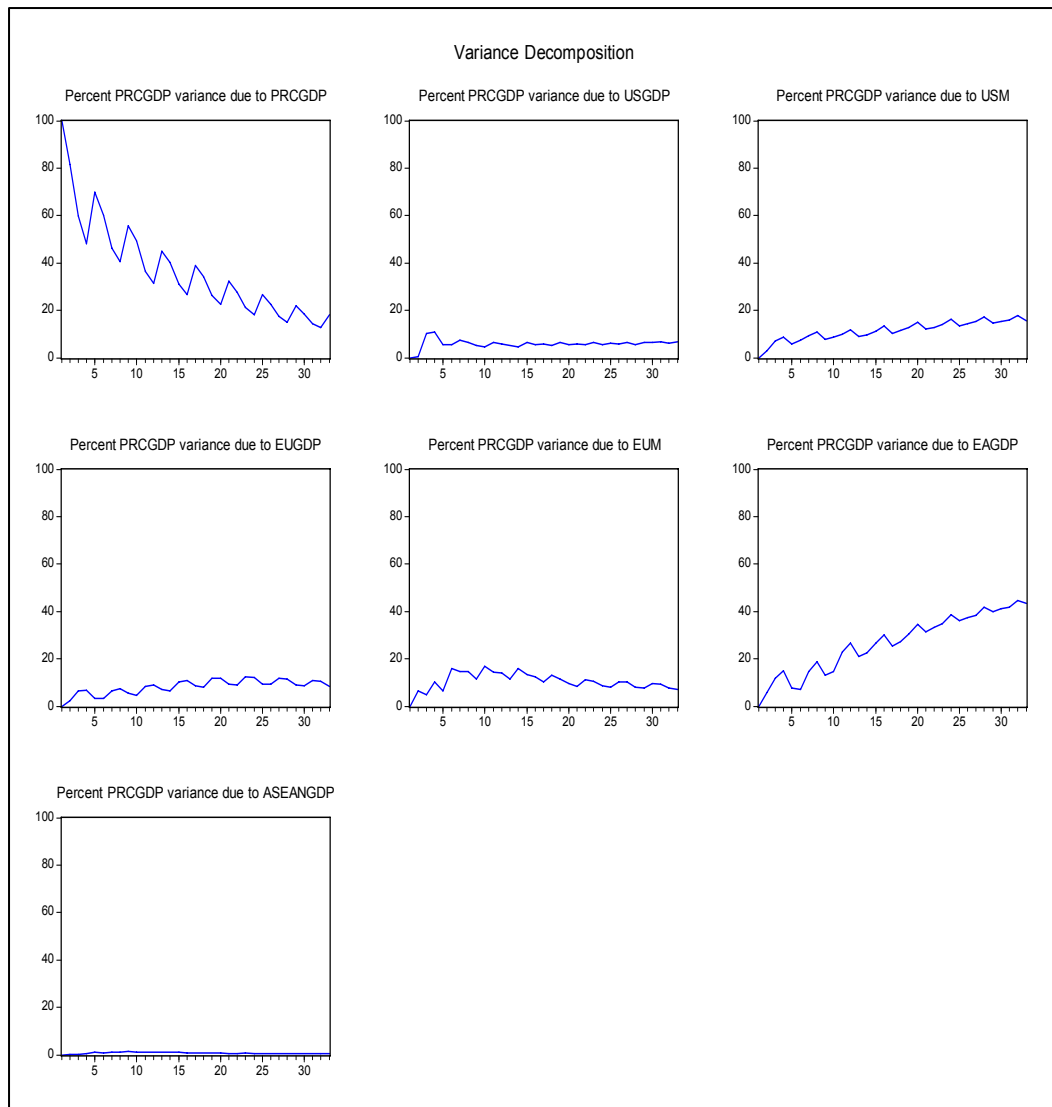 Variance Decomposition
Percent PRCGDP variance due to PRCGDP
100
80
60
40
20
0
5 10 15 20 25 30
Percent PRCGDP variance due to USGDP
100
80
60
40
20
0
5 10 15 20 25 30
Percent PRCGDP variance due to USM
100
80
60
40
20
0
5 10 15 20 25 30
Percent PRCGDP variance due to EUGDP
100
80
60
40
20
0
5 10 15 20 25 30
Percent PRCGDP variance due to EUM
100
80
60
40
20
0
5 10 15 20 25 30
Percent PRCGDP variance due to EAGDP
100
80
60
40
20
0
5 10 15 20 25 30
Percent PRCGDP variance due to ASEANGDP
100
80
60
40
20
0
5 10 15 20 25 30